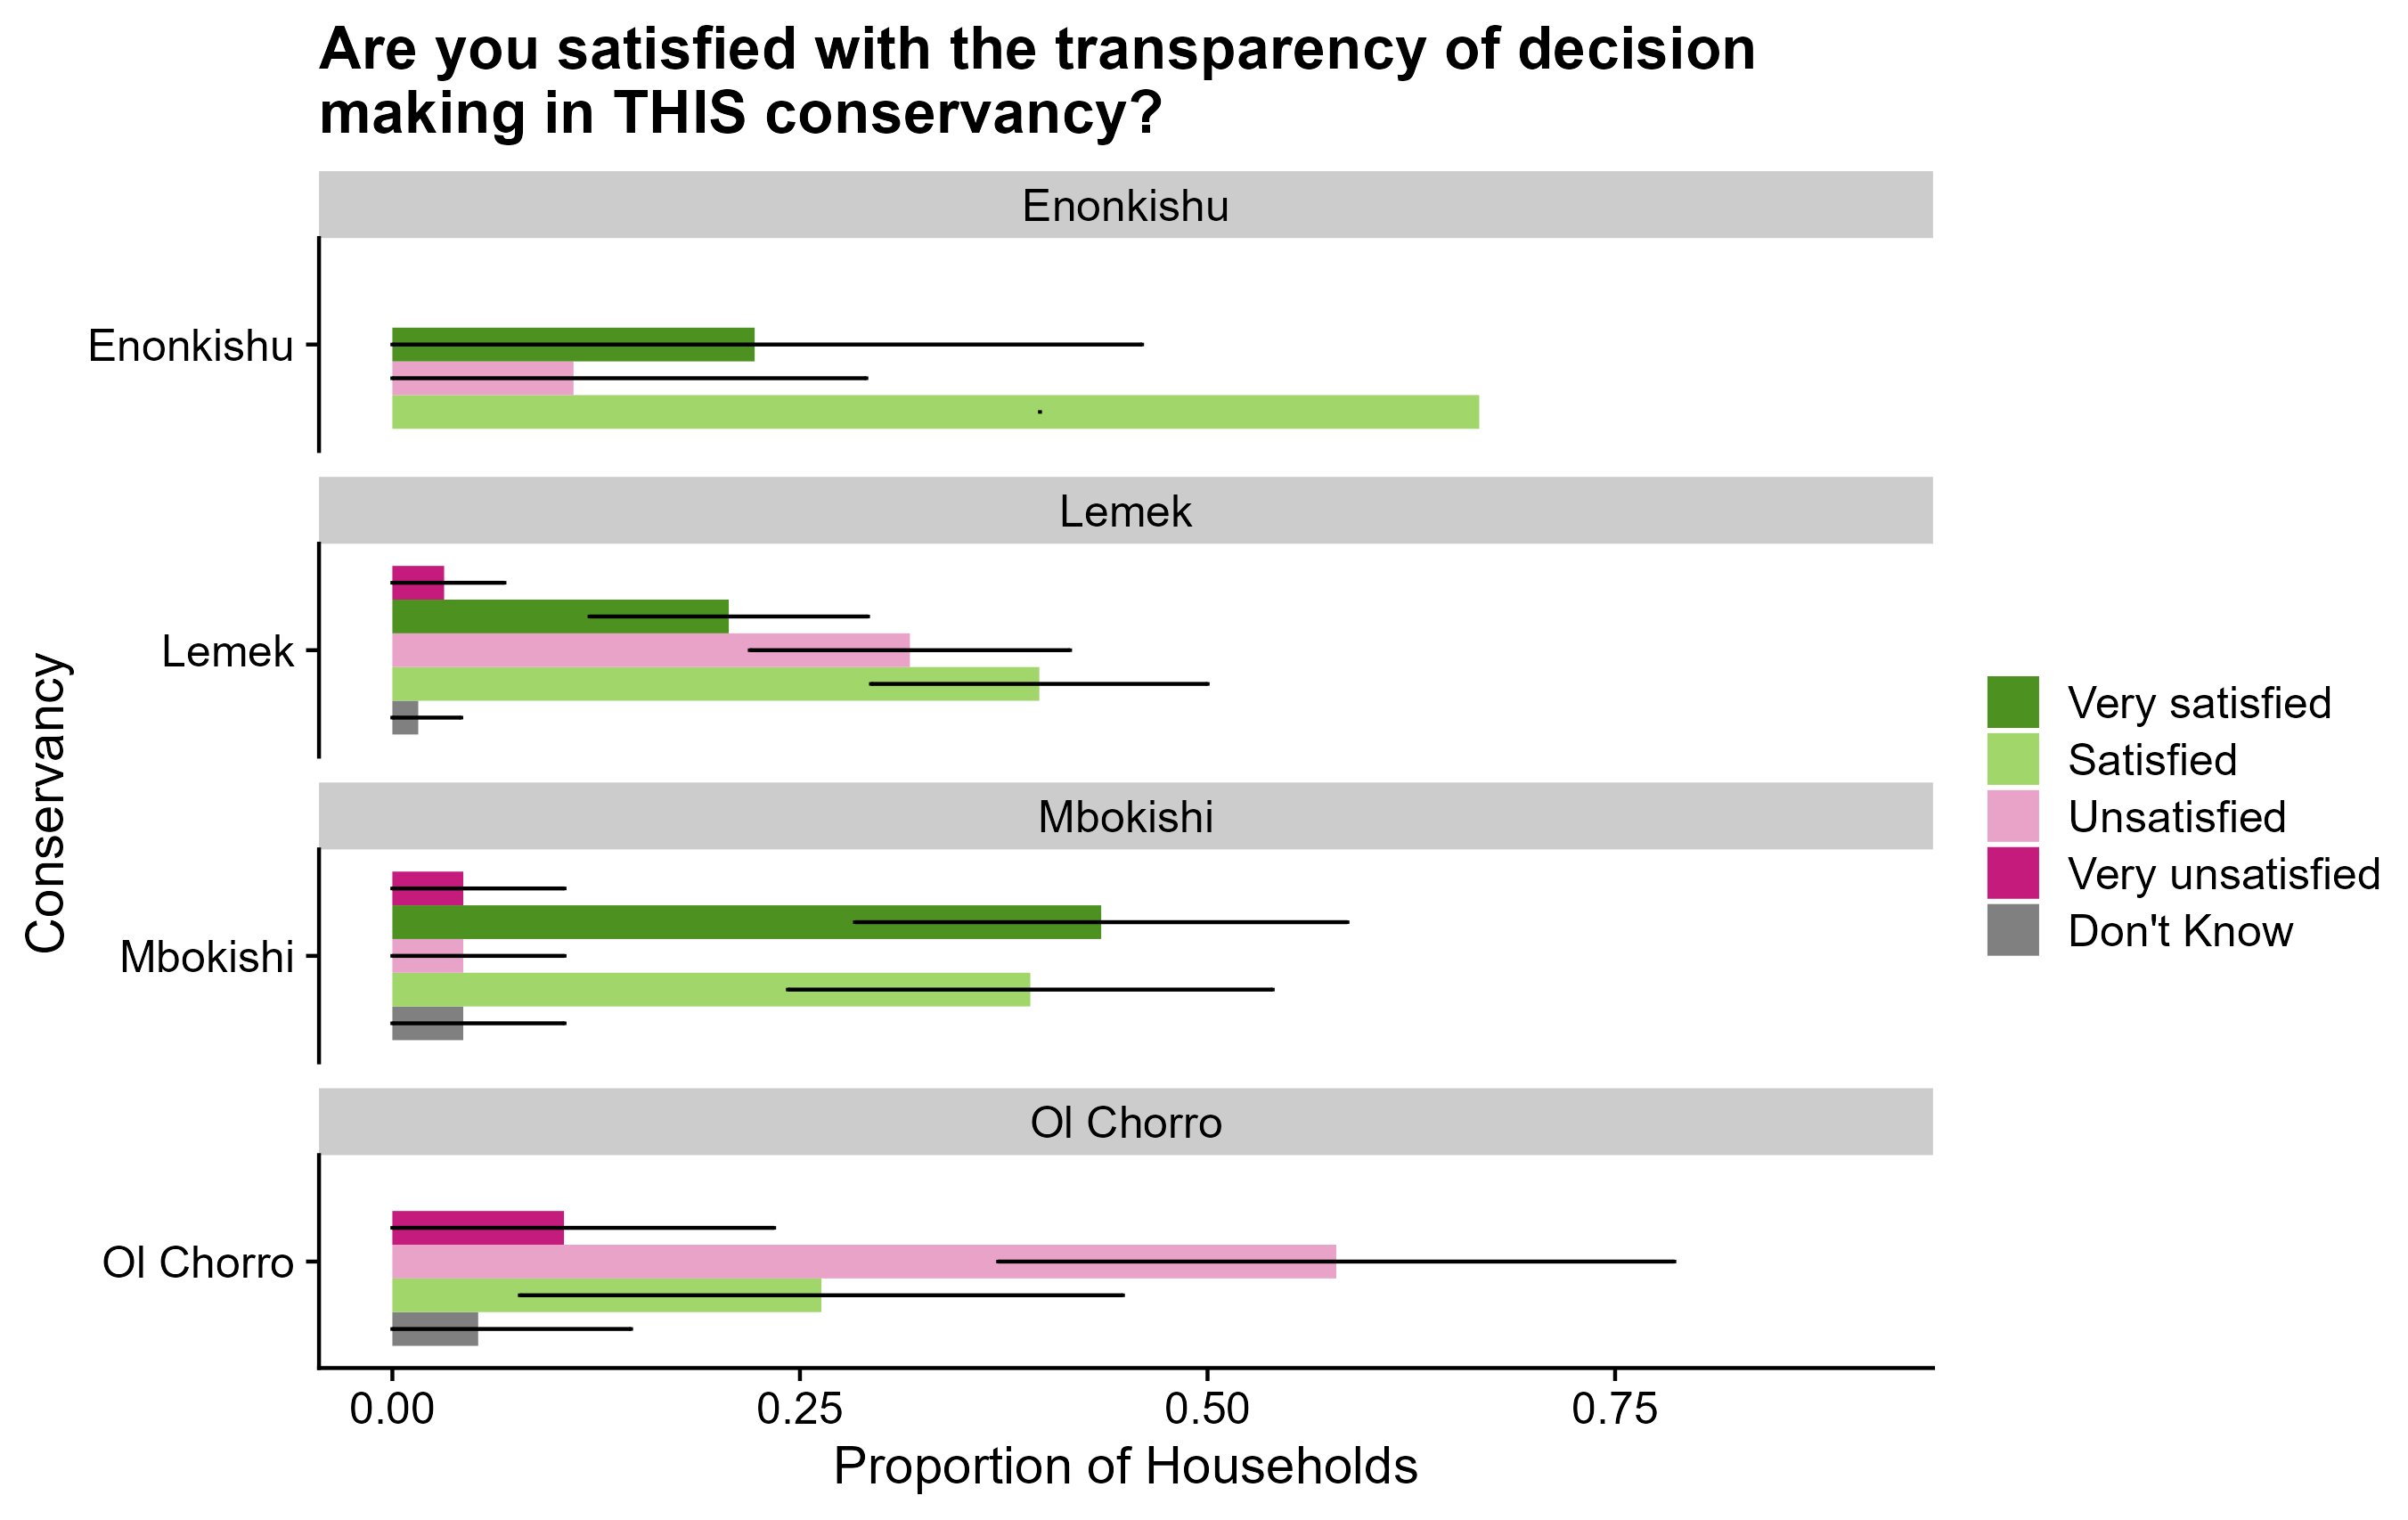 Are you satisfied with the transparency of decision
making in THIS conservancy?
Enonkishu
Enonkishu
Lemek
Lemek
Mbokishi
Mbokishi
Ol Chorro
Ol Chorro
Conservancy
0.00 0.25 0.50 0.75
Proportion of Households
Very satisfied
Satisfied
Unsatisfied
Very unsatisfied
Don't Know